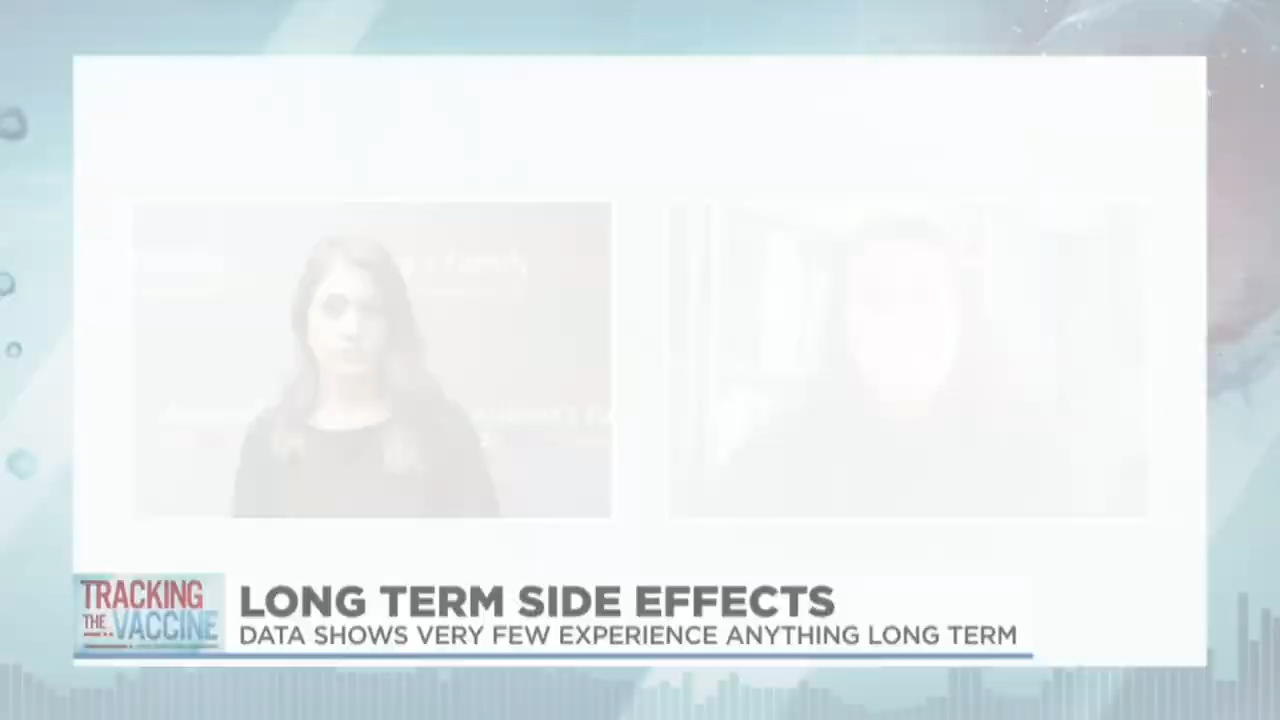 TRACKING
THE VACCINE
LONG TERM SIDE EFFECTS
DATA SHOWS VERY FEW EXPERIENCE ANYTHING LONG TERM